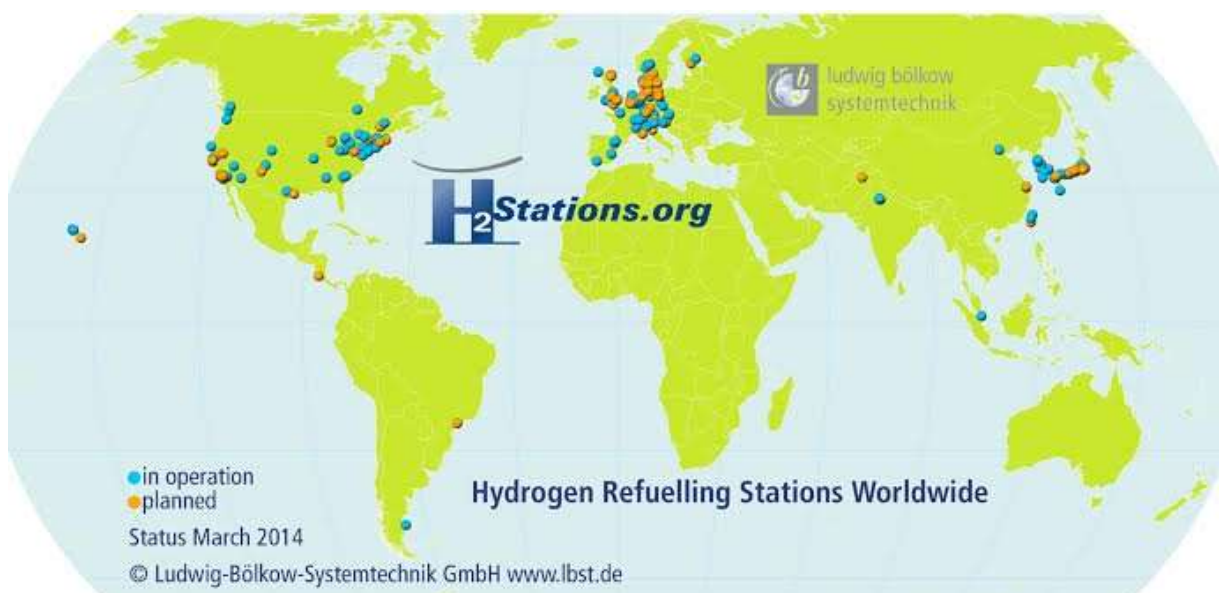 ludwig bölkow
systemtechnik
H2Stations.org
Hydrogen Refuelling Stations Worldwide
in operation
planned
Status March 2014
© Ludwig-Bölkow-Systemtechnik GmbH www.lbst.de